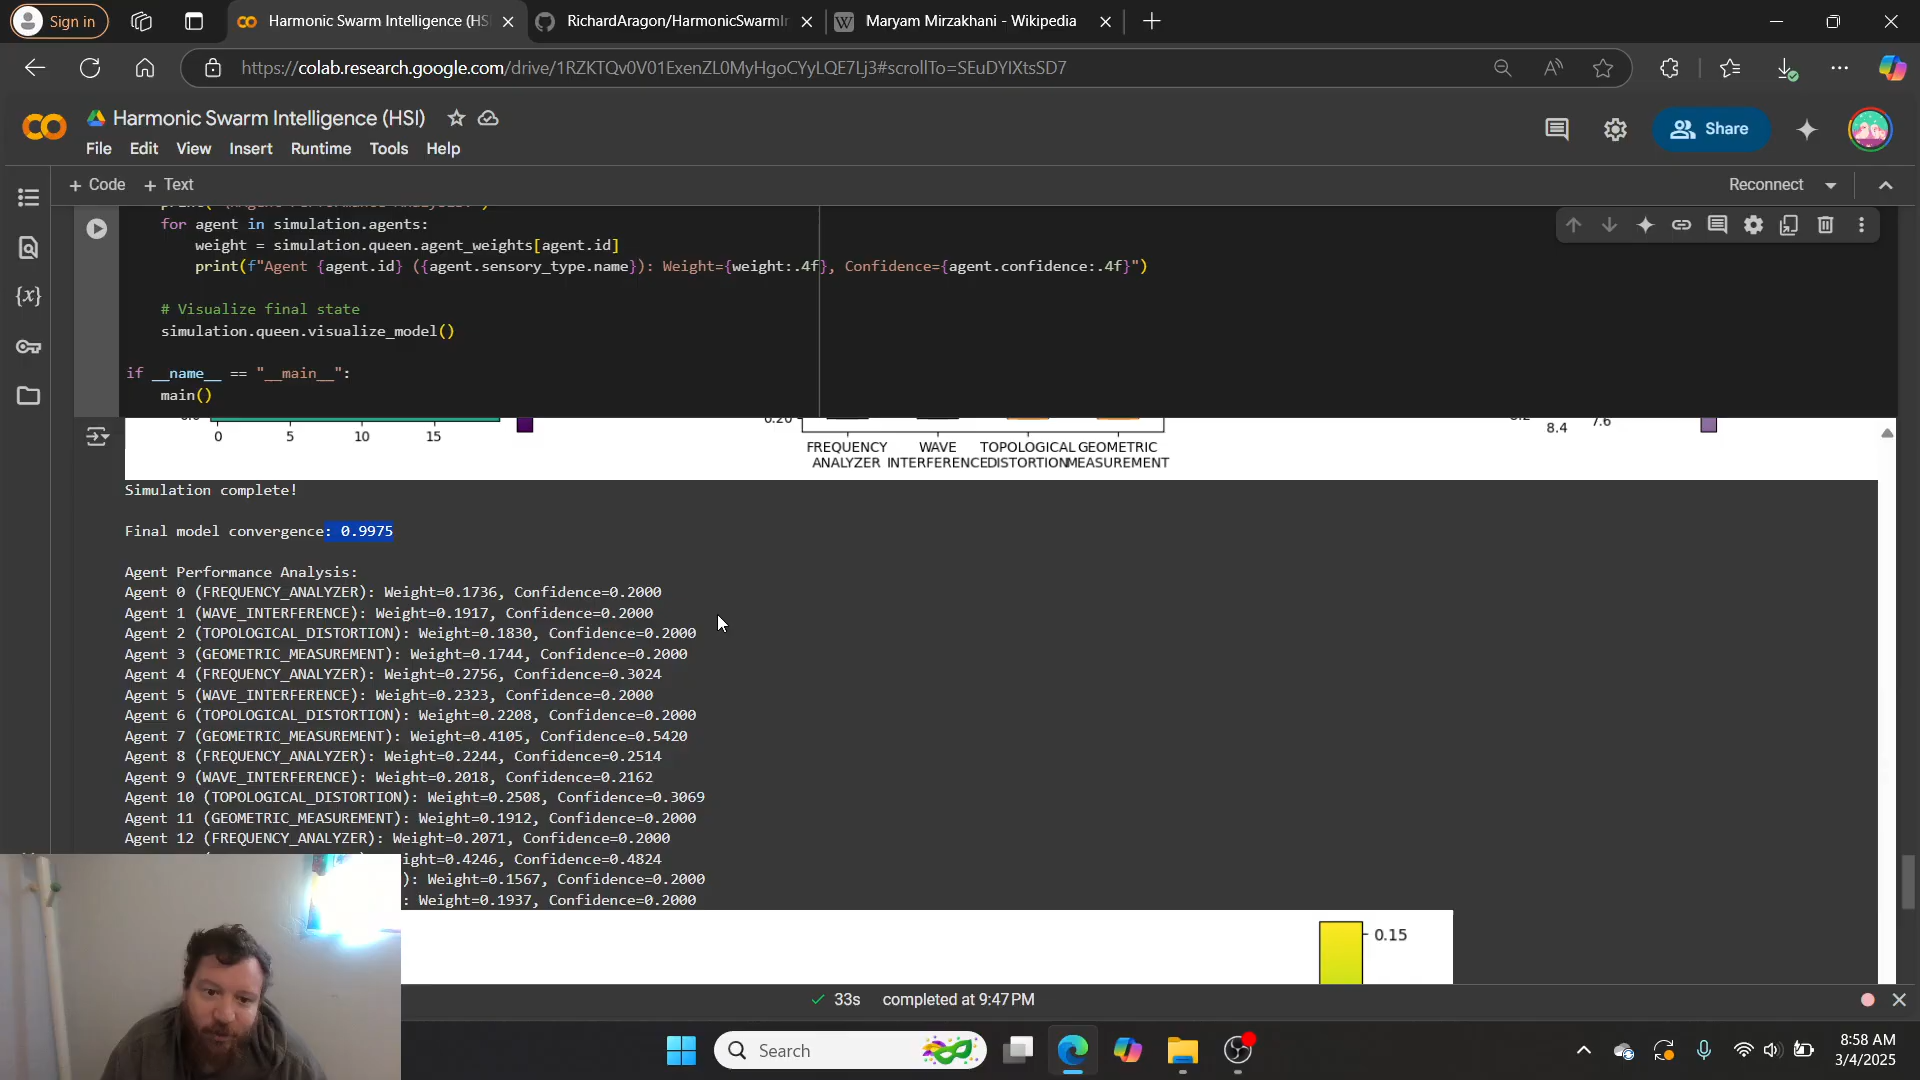 Sign in
Harmonic Swarm Intelligence (HSI
RichardAragon/HarmonicSwarmIn
Maryam Mirzakhani - Wikipedia
https://colab.research.google.com/drive/1RZKTQv0V01ExenZL0MyHgoCYyLQE7Lj3#scrollTo=SEuDYIXtsSD7
Harmonic Swarm Intelligence (HSI)
File Edit View Insert Runtime Tools Help
Share
+ Code + Text
Reconnect
for agent in simulation.agents:
weight = simulation.queen.agent_weights[agent.id]
print(f"Agent {agent.id} ({agent.sensory_type.name}): Weight={weight:.4f}, Confidence={agent.confidence:.4f}")
# Visualize final state
simulation.queen.visualize_model()
if __name__ == "__main__":
main()
0.20
0 5 10 15
8.4 7.6
FREQUENCY WAVE TOPOLOGICAL GEOMETRIC
ANALYZER INTERFERENCE DISTORTION MEASUREMENT
Simulation complete!
Final model convergence: 0.9975
Agent Performance Analysis:
Agent 0 (FREQUENCY_ANALYZER): Weight=0.1736, Confidence=0.2000
Agent 1 (WAVE_INTERFERENCE): Weight=0.1917, Confidence=0.2000
Agent 2 (TOPOLOGICAL_DISTORTION): Weight=0.1830, Confidence=0.2000
Agent 3 (GEOMETRIC_MEASUREMENT): Weight=0.1744, Confidence=0.2000
Agent 4 (FREQUENCY_ANALYZER): Weight=0.2756, Confidence=0.3024
Agent 5 (WAVE_INTERFERENCE): Weight=0.2323, Confidence=0.2000
Agent 6 (TOPOLOGICAL_DISTORTION): Weight=0.2208, Confidence=0.2000
Agent 7 (GEOMETRIC_MEASUREMENT): Weight=0.4105, Confidence=0.5420
Agent 8 (FREQUENCY_ANALYZER): Weight=0.2244, Confidence=0.2514
Agent 9 (WAVE_INTERFERENCE): Weight=0.2018, Confidence=0.2162
Agent 10 (TOPOLOGICAL_DISTORTION): Weight=0.2508, Confidence=0.3069
Agent 11 (GEOMETRIC_MEASUREMENT): Weight=0.1912, Confidence=0.2000
Agent 12 (FREQUENCY_ANALYZER): Weight=0.2071, Confidence=0.2000
ight=0.4246, Confidence=0.4824
): Weight=0.1567, Confidence=0.2000
: Weight=0.1937, Confidence=0.2000
0.15
33s completed at 9:47 PM
Search
8:58 AM
3/4/2025